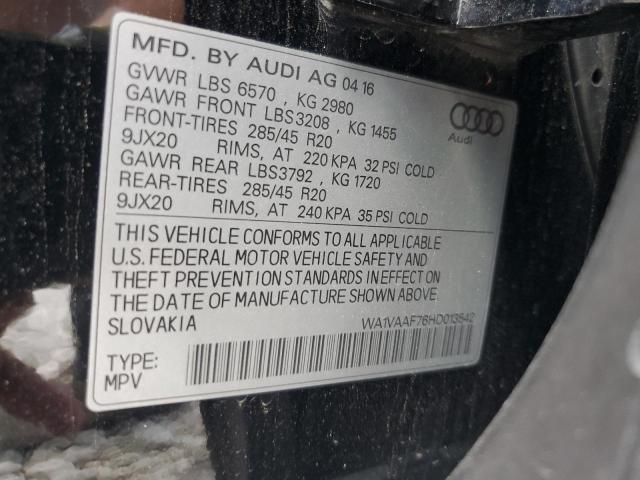 MFD. BY AUDI AG 04 16
GVWR LBS 6570 , KG 2980
GAWR FRONT LBS3208 , KG 1455
FRONT-TIRES 285/45 R20
9JX20 RIMS, AT 220 KPA 32 PSI COLD
GAWR REAR LBS3792 , KG 1720
REAR-TIRES 285/45 R20
9JX20 RIMS, AT 240 KPA 35 PSI COLD
Audi
THIS VEHICLE CONFORMS TO ALL APPLICABLE
U.S. FEDERAL MOTOR VEHICLE SAFETY AND
THEFT PREVENTION STANDARDS IN EFFECT ON
THE DATE OF MANUFACTURE SHOWN ABOVE.
SLOVAKIA WA1VAAF76HD013542
TYPE:
MPV